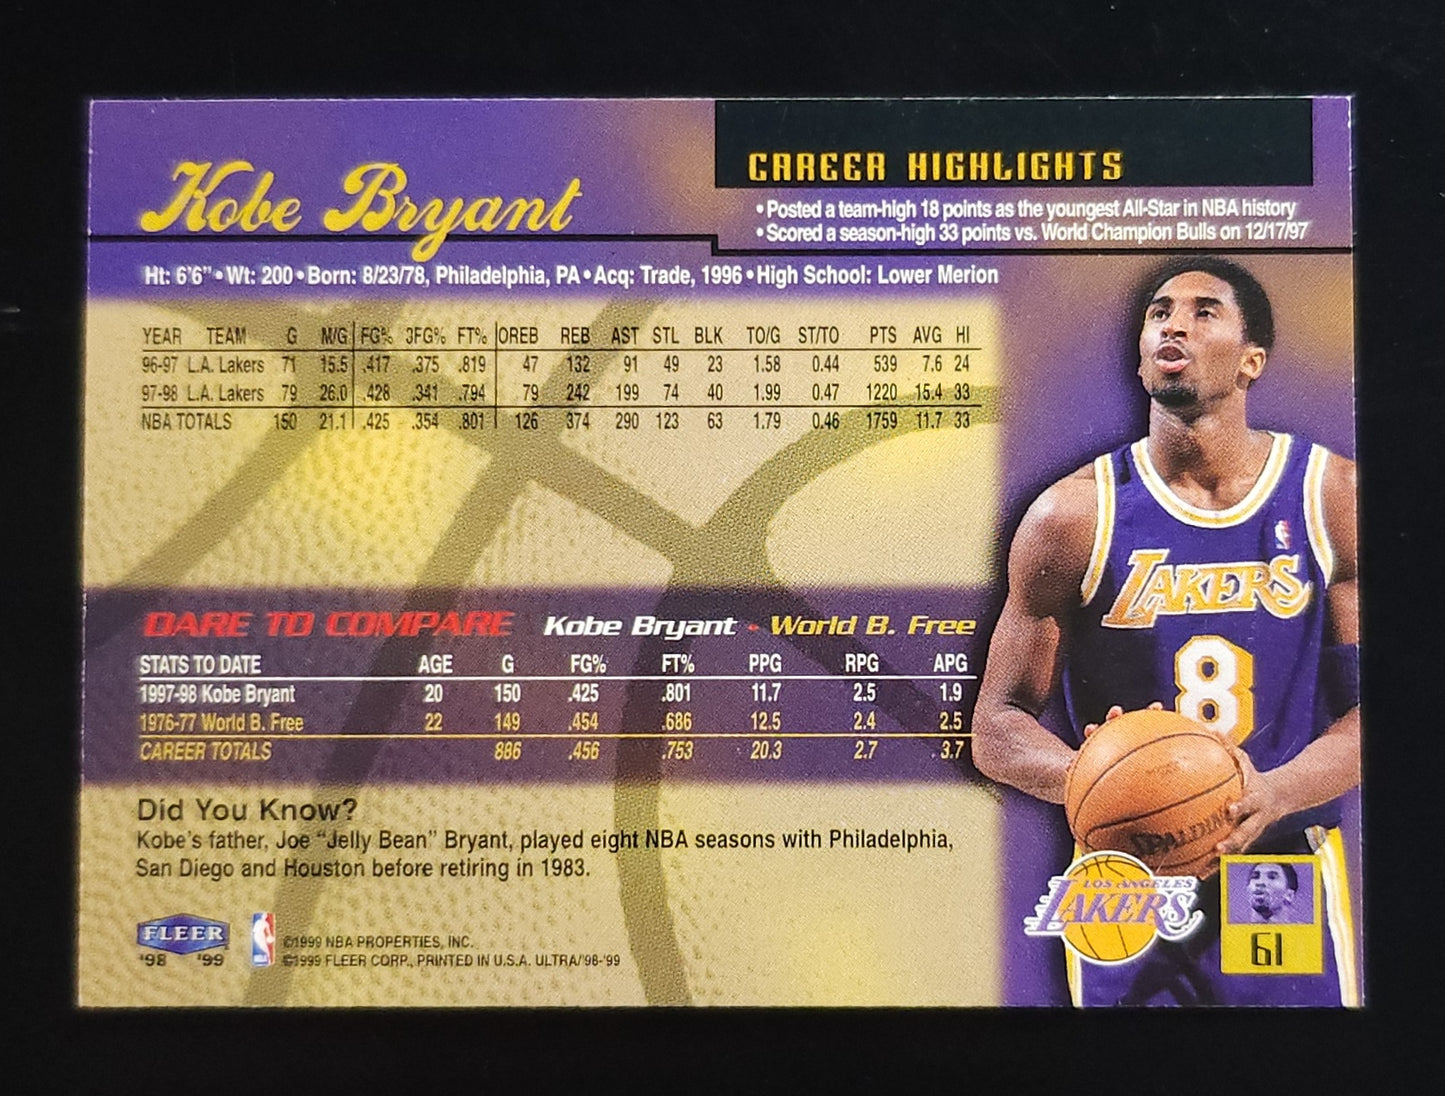 Kobe Bryant
CAREER HIGHLIGHTS
• Posted a team-high 18 points as the youngest All-Star in NBA history
• Scored a season-high 33 points vs. World Champion Bulls on 12/17/97
Ht: 6'6" • Wt: 200 • Born: 8/23/78, Philadelphia, PA • Acq: Trade, 1996 • High School: Lower Merion
YEAR TEAM G M/G FG% 3FG% FT% OREB REB AST STL BLK TO/G ST/TO PTS AVG HI
96-97 L.A. Lakers 71 15.5 .417 .375 .819 47 132 91 49 23 1.58 0.44 539 7.6 24
97-98 L.A. Lakers 79 26.0 .428 .341 .794 79 242 199 74 40 1.99 0.47 1220 15.4 33
NBA TOTALS 150 21.1 .425 .354 .801 126 374 290 123 63 1.79 0.46 1759 11.7 33
DARE TO COMPARE Kobe Bryant - World B. Free
STATS TO DATE AGE G FG% FT% PPG RPG APG
1997-98 Kobe Bryant 20 150 .425 .801 11.7 2.5 1.9
1976-77 World B. Free 22 149 .454 .686 12.5 2.4 2.5
CAREER TOTALS 886 .456 .753 20.3 2.7 3.7
Did You Know?
Kobe's father, Joe "Jelly Bean" Bryant, played eight NBA seasons with Philadelphia,
San Diego and Houston before retiring in 1983.
FLEER
'98 '99
©1999 NBA PROPERTIES, INC.
©1999 FLEER CORP., PRINTED IN U.S.A. ULTRA/'98-'99
LAKERS
8
SPALDING
LOS ANGELES
LAKERS
61